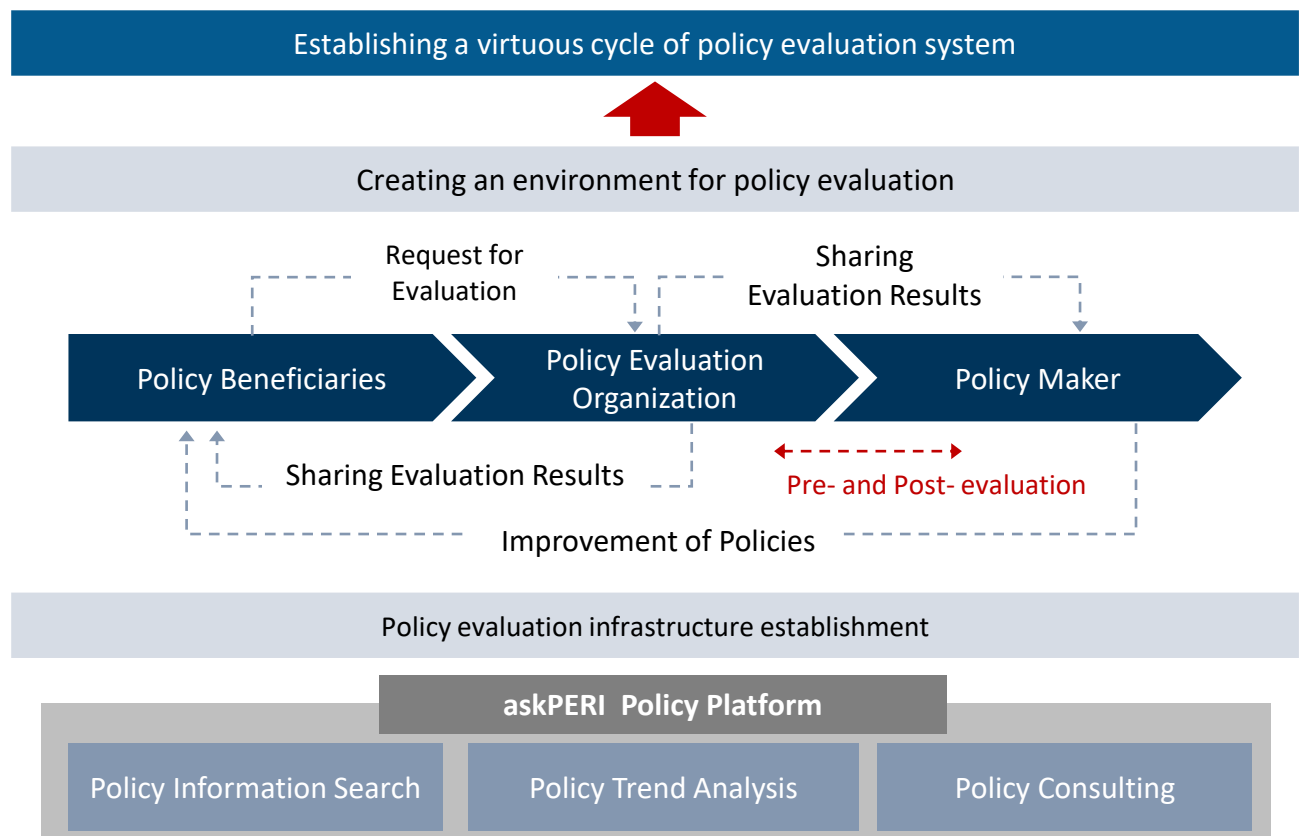 Establishing a virtuous cycle of policy evaluation system
Creating an environment for policy evaluation
Request for
Evaluation
Sharing
Evaluation Results
Policy Beneficiaries
Policy Evaluation
Organization
Policy Maker
Sharing Evaluation Results
Pre- and Post- evaluation
Improvement of Policies
Policy evaluation infrastructure establishment
askPERI Policy Platform
Policy Information Search
Policy Trend Analysis
Policy Consulting